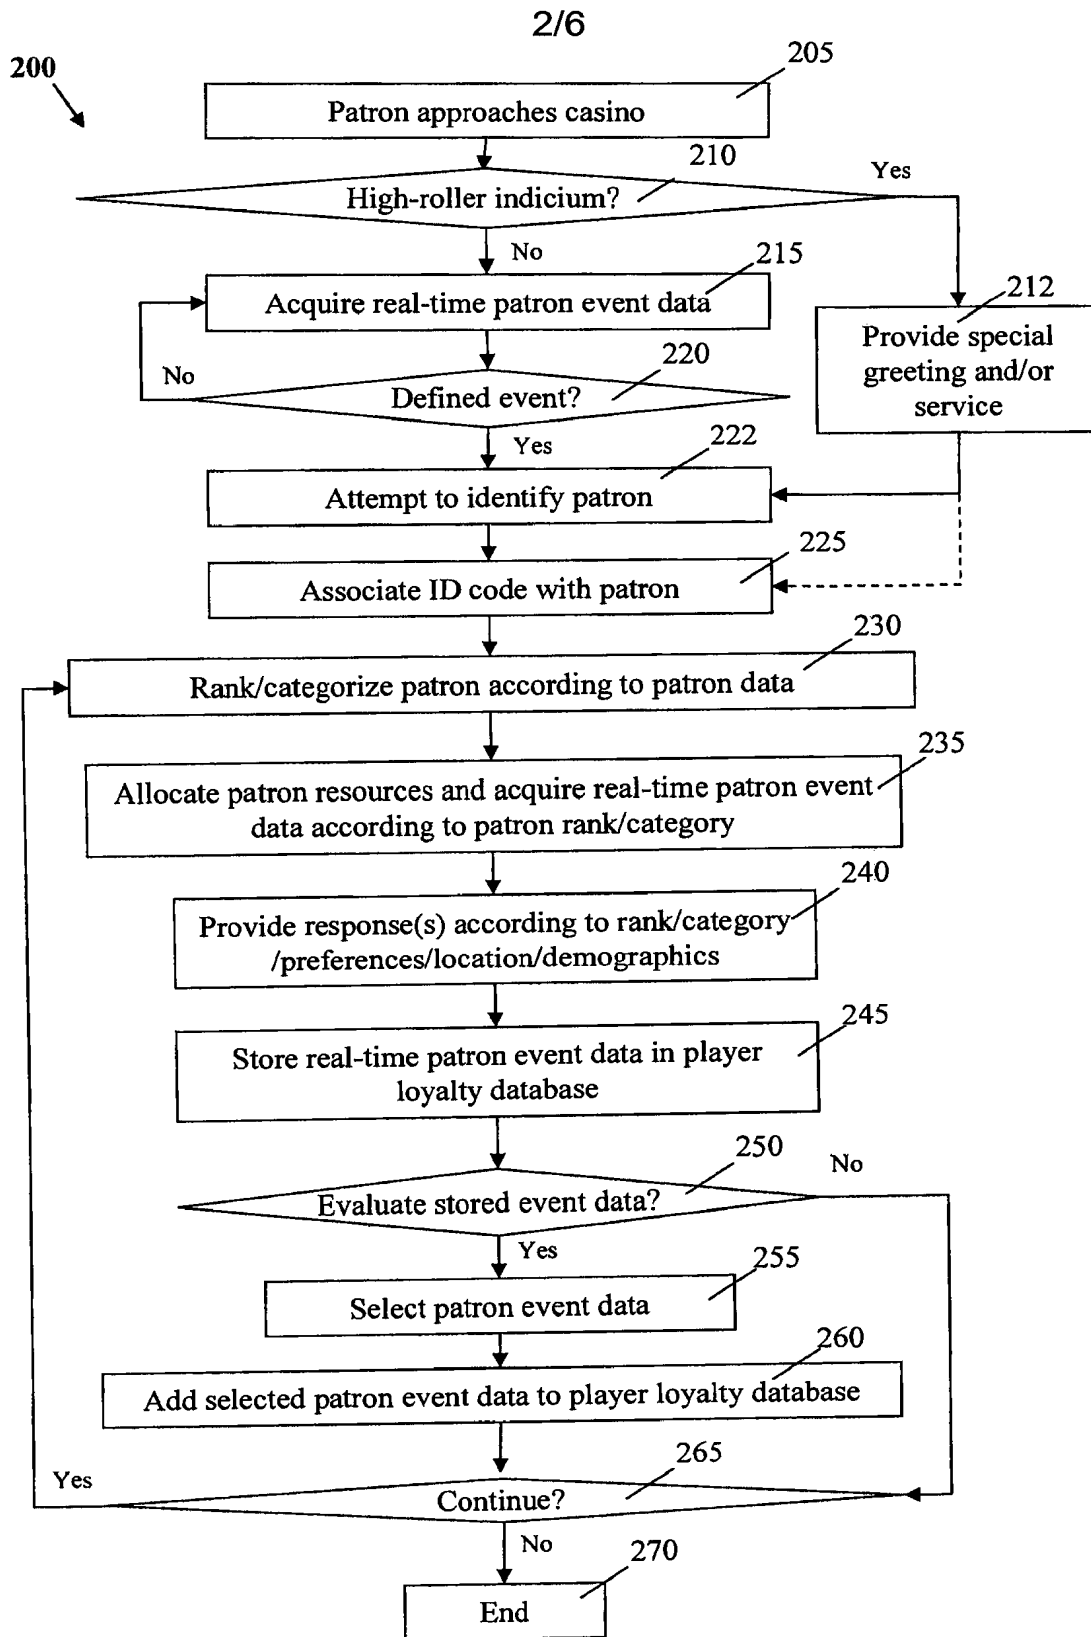 2/6
200
205
Patron approaches casino
210
Yes
High-roller indicium?
No
215
Acquire real-time patron event data
212
Provide special
greeting and/or
service
220
No
Defined event?
Yes
222
Attempt to identify patron
225
Associate ID code with patron
230
Rank/categorize patron according to patron data
235
Allocate patron resources and acquire real-time patron event
data according to patron rank/category
240
Provide response(s) according to rank/category
/preferences/location/demographics
245
Store real-time patron event data in player
loyalty database
250
No
Evaluate stored event data?
Yes
255
Select patron event data
260
Add selected patron event data to player loyalty database
265
Yes
Continue?
No
270
End